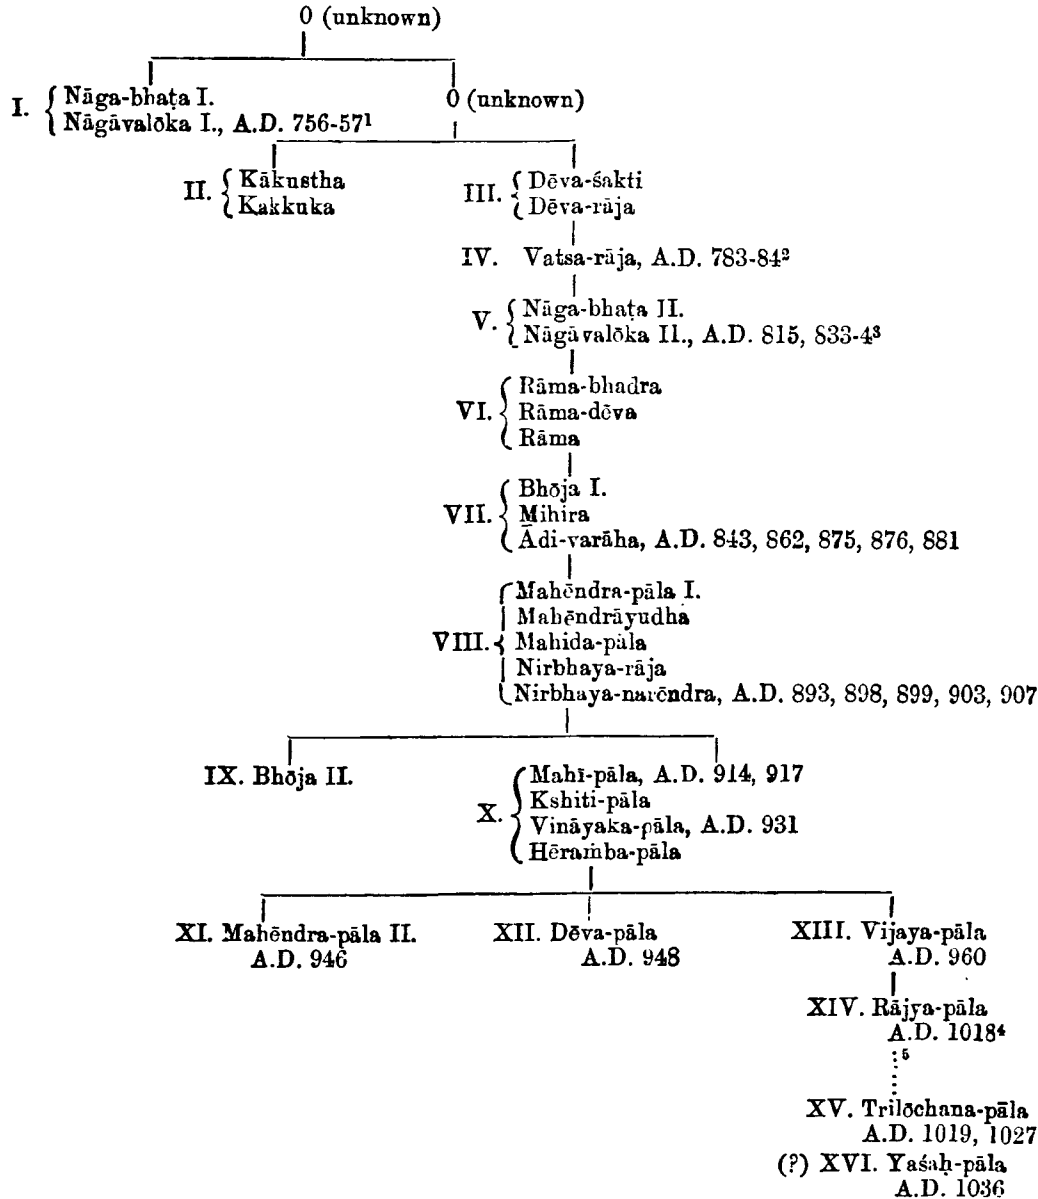 0 (unknown)
I. Nāga-bhaṭa I.
Nāgāvalōka I., A.D. 756-57¹
0 (unknown)
II. Kākustha
Kakkuka
III. Dēva-śakti
Dēva-rāja
IV. Vatsa-rāja, A.D. 783-84²
V. Nāga-bhaṭa II.
Nāgāvalōka II., A.D. 815, 833-4³
VI. Rāma-bhadra
Rāma-dēva
Rāma
VII. Bhōja I.
Mihira
Ādi-varāha, A.D. 843, 862, 875, 876, 881
VIII. Mahēndra-pāla I.
Mahēndrāyudha
Mahida-pāla
Nirbhaya-rāja
Nirbhaya-narēndra, A.D. 893, 898, 899, 903, 907
IX. Bhōja II.
X. Mahī-pāla, A.D. 914, 917
Kshiti-pāla
Vināyaka-pāla, A.D. 931
Hēraṁba-pāla
XI. Mahēndra-pāla II.
A.D. 946
XII. Dēva-pāla
A.D. 948
XIII. Vijaya-pāla
A.D. 960
XIV. Rājya-pāla
A.D. 1018⁴
5
XV. Trilōchana-pāla
A.D. 1019, 1027
(?) XVI. Yaśaḥ-pāla
A.D. 1036